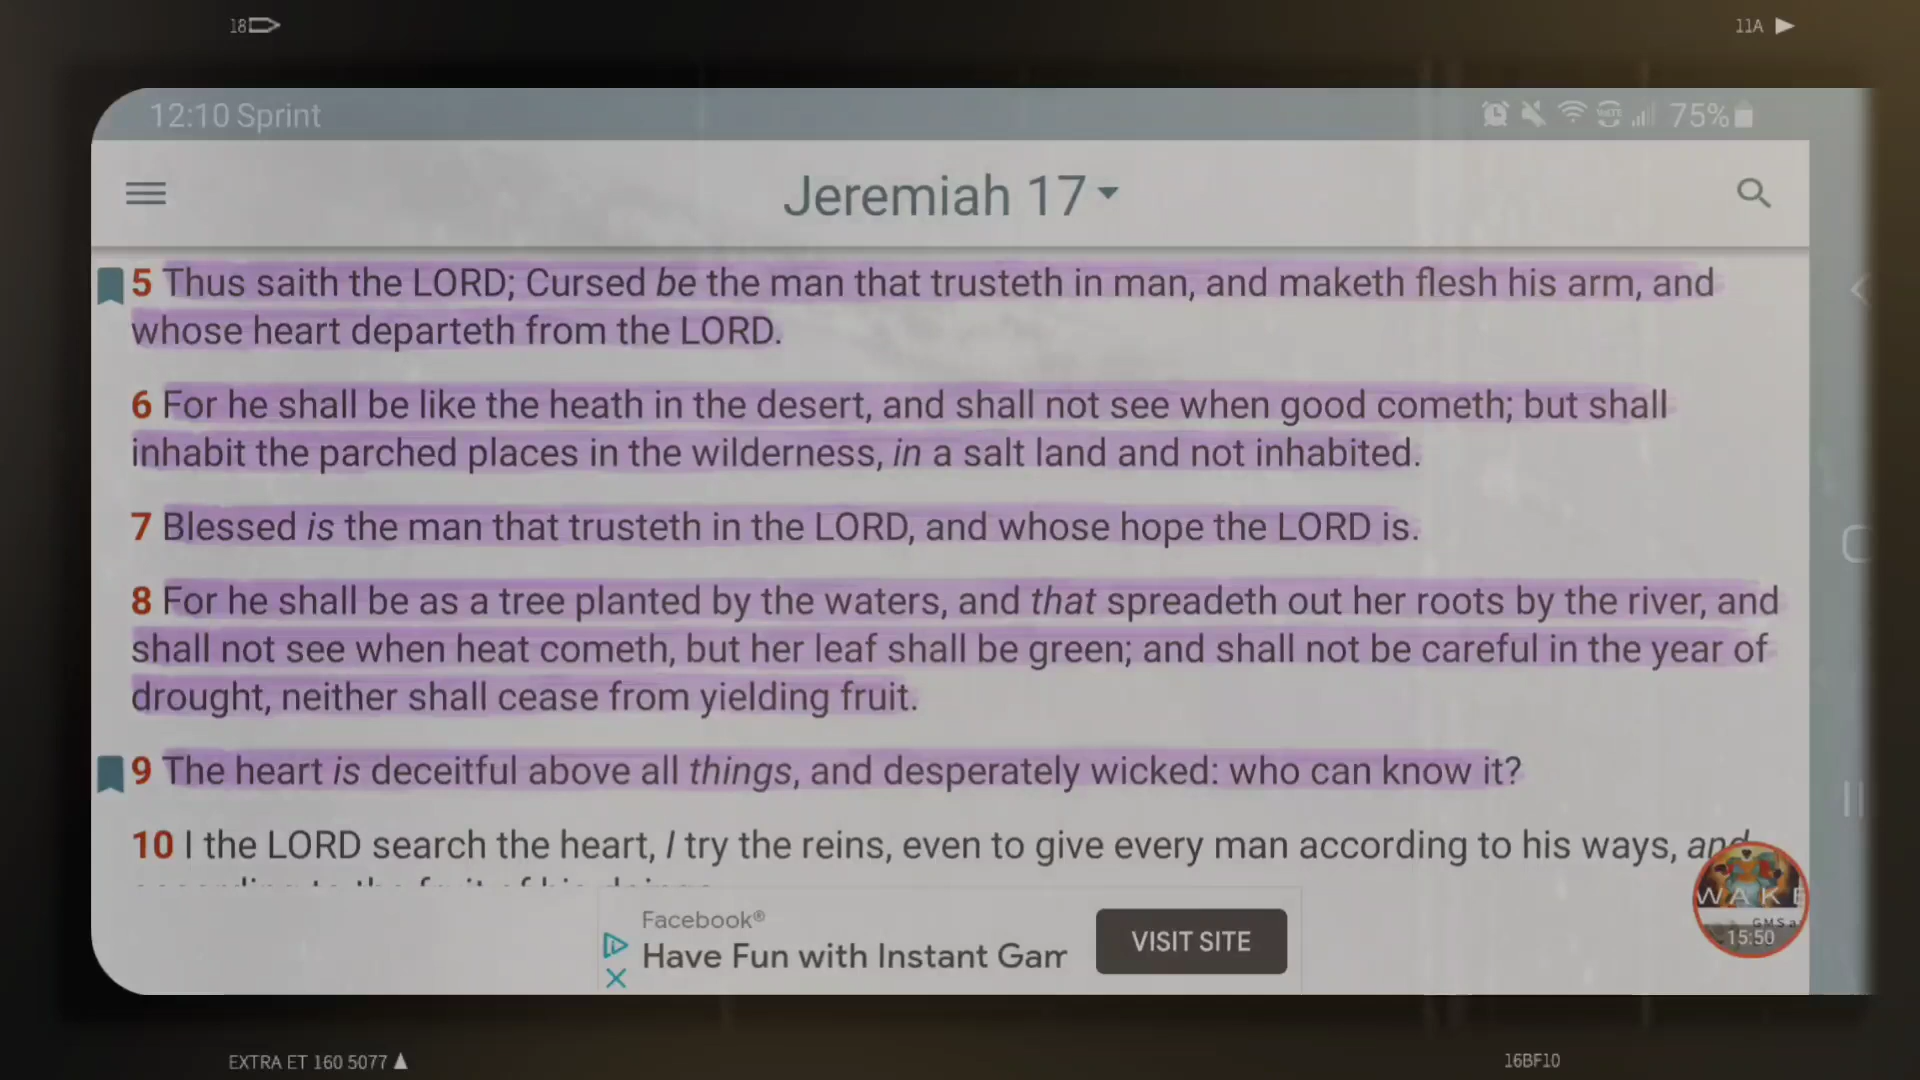 18
11A
12:10 Sprint
75%
Jeremiah 17
5 Thus saith the LORD; Cursed be the man that trusteth in man, and maketh flesh his arm, and
whose heart departeth from the LORD.
6 For he shall be like the heath in the desert, and shall not see when good cometh; but shall
inhabit the parched places in the wilderness, in a salt land and not inhabited.
7 Blessed is the man that trusteth in the LORD, and whose hope the LORD is.
8 For he shall be as a tree planted by the waters, and that spreadeth out her roots by the river, and
shall not see when heat cometh, but her leaf shall be green; and shall not be careful in the year of
drought, neither shall cease from yielding fruit.
9 The heart is deceitful above all things, and desperately wicked: who can know it?
10 I the LORD search the heart, I try the reins, even to give every man according to his ways, and
WAKE
GMS a
15:50
Facebook®
Have Fun with Instant Gam
VISIT SITE
EXTRA ET 160 5077
16BF10